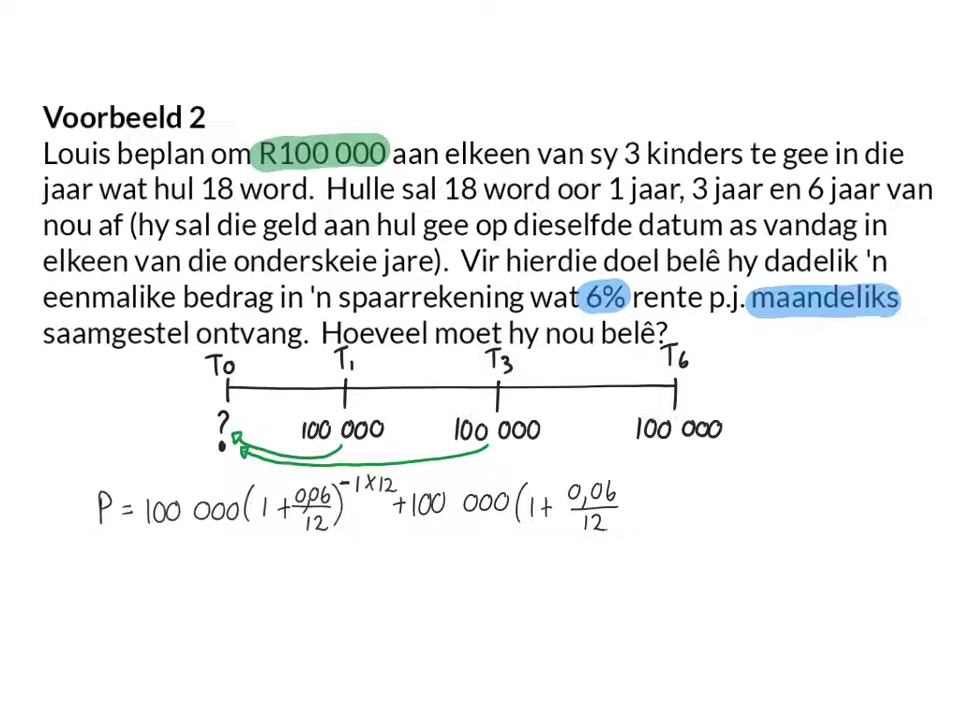 Voorbeeld 2
Louis beplan om R100 000 aan elkeen van sy 3 kinders te gee in die
jaar wat hul 18 word. Hulle sal 18 word oor 1 jaar, 3 jaar en 6 jaar van
nou af (hy sal die geld aan hul gee op dieselfde datum as vandag in
elkeen van die onderskeie jare). Vir hierdie doel belê hy dadelik 'n
eenmalike bedrag in 'n spaarrekening wat 6% rente p.j. maandeliks
saamgestel ontvang. Hoeveel moet hy nou belê?
T0 T1 T3 T6
? 100 000 100 000 100 000
P = 100 000 (1 + 0,06/12)^-1×12 + 100 000 (1 + 0,06/12